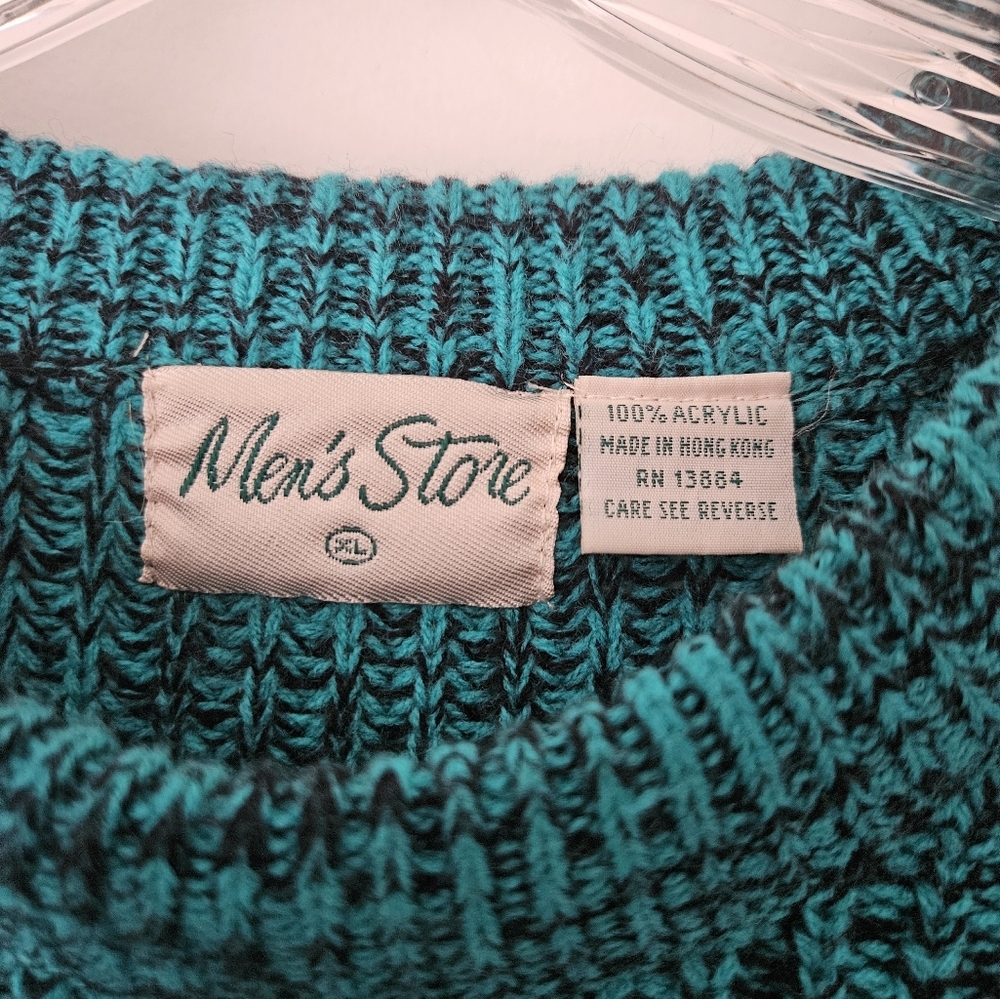 Men's Store
XL
100% ACRYLIC
MADE IN HONG KONG
RN 13884
CARE SEE REVERSE